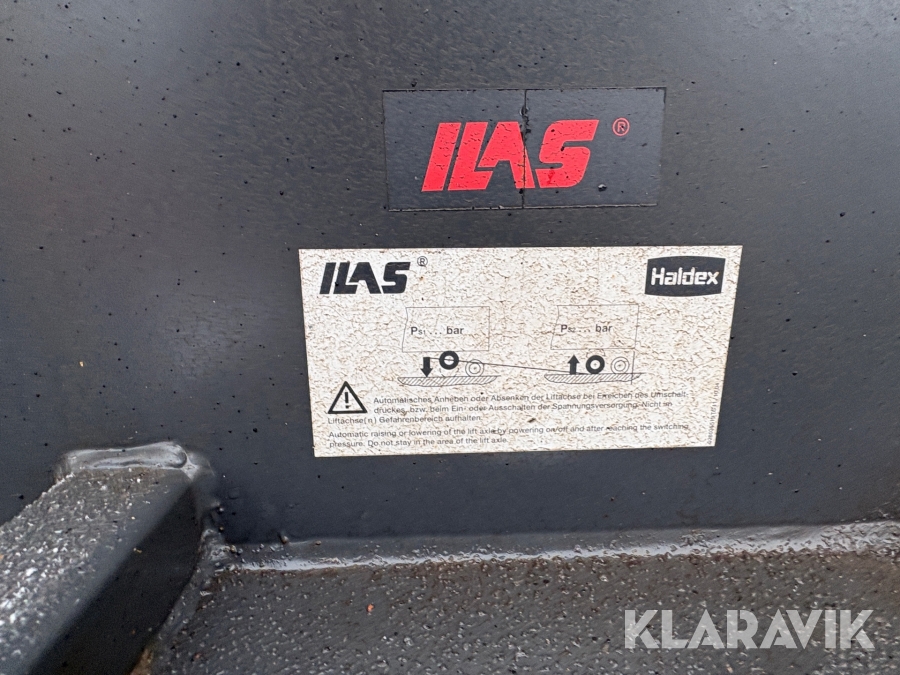 ILAS ®
ILAS ® Haldex
Ps1 ... bar Ps2 ... bar
Automatisches Anheben oder Absenken der Liftachse bei Erreichen des Umschalt-
druckes, bzw. beim Ein- oder Ausschalten der Spannungsversorgung. Nicht im
Liftachse(n) Gefahrenbereich aufhalten.
Automatic raising or lowering of the lift axle by powering on/off and after reaching the switching
pressure. Do not stay in the area of the lift axle.
KLARAVIK